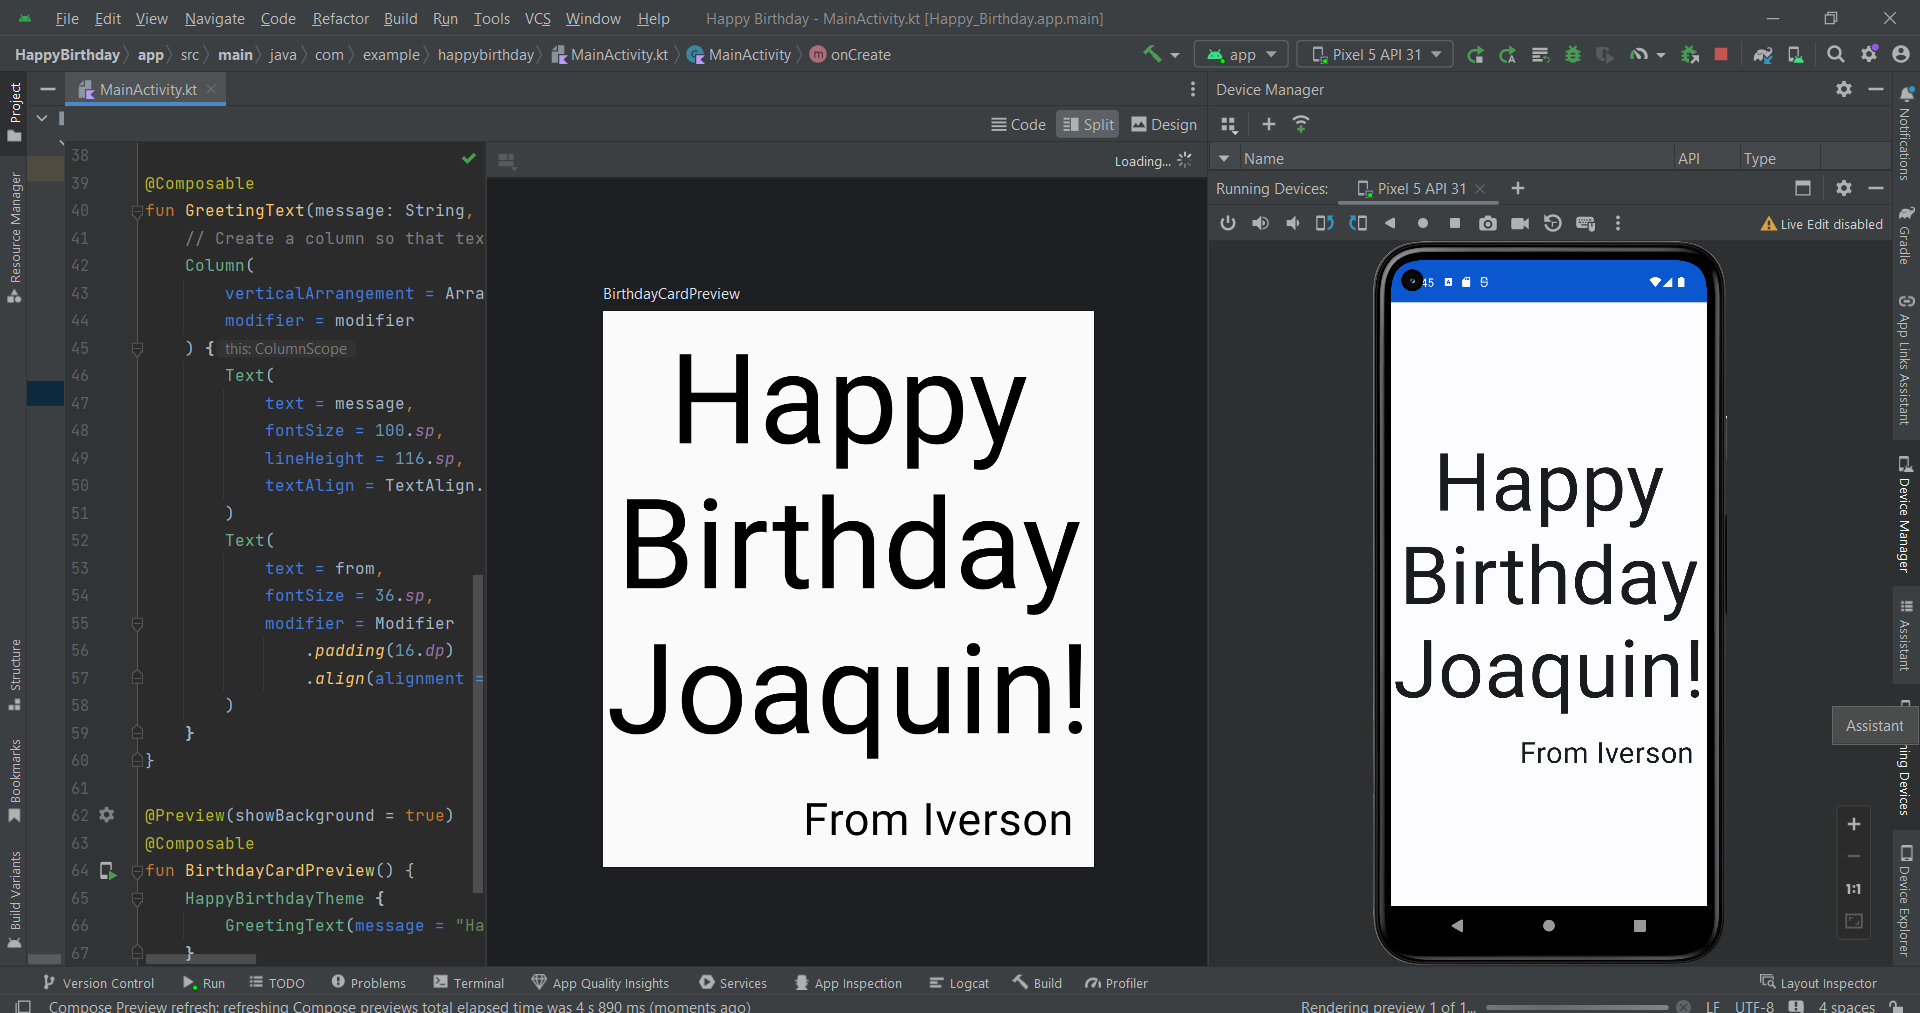 File Edit View Navigate Code Refactor Build Run Tools VCS Window Help Happy Birthday - MainActivity.kt [Happy_Birthday.app.main]
HappyBirthday app src main java com example happybirthday MainActivity.kt MainActivity onCreate app Pixel 5 API 31
MainActivity.kt
Code Split Design
Loading...
38
39 @Composable
40 fun GreetingText(message: String,
41 // Create a column so that tex
42 Column(
43 verticalArrangement = Arra
44 modifier = modifier
45 ) { this: ColumnScope
46 Text(
47 text = message,
48 fontSize = 100.sp,
49 lineHeight = 116.sp,
50 textAlign = TextAlign.
51 )
52 Text(
53 text = from,
54 fontSize = 36.sp,
55 modifier = Modifier
56 .padding(16.dp)
57 .align(alignment =
58 )
59 }
60 }
61
62 @Preview(showBackground = true)
63 @Composable
64 fun BirthdayCardPreview() {
65 HappyBirthdayTheme {
66 GreetingText(message = "Ha
67 }
BirthdayCardPreview
Happy
Birthday
Joaquin!
From Iverson
Device Manager
Name API Type
Running Devices: Pixel 5 API 31
Live Edit disabled
45
Happy
Birthday
Joaquin!
From Iverson
1:1
Project
Resource Manager
Structure
Bookmarks
Build Variants
Notifications
Gradle
App Links Assistant
Device Manager
Assistant
Assistant
ning Devices
Device Explorer
Version Control Run TODO Problems Terminal App Quality Insights Services App Inspection Logcat Build Profiler Layout Inspector
Compose Preview refresh: refreshing Compose previews total elapsed time was 4 s 890 ms (moments ago) Rendering preview 1 of 1... LF UTF-8 4 spaces